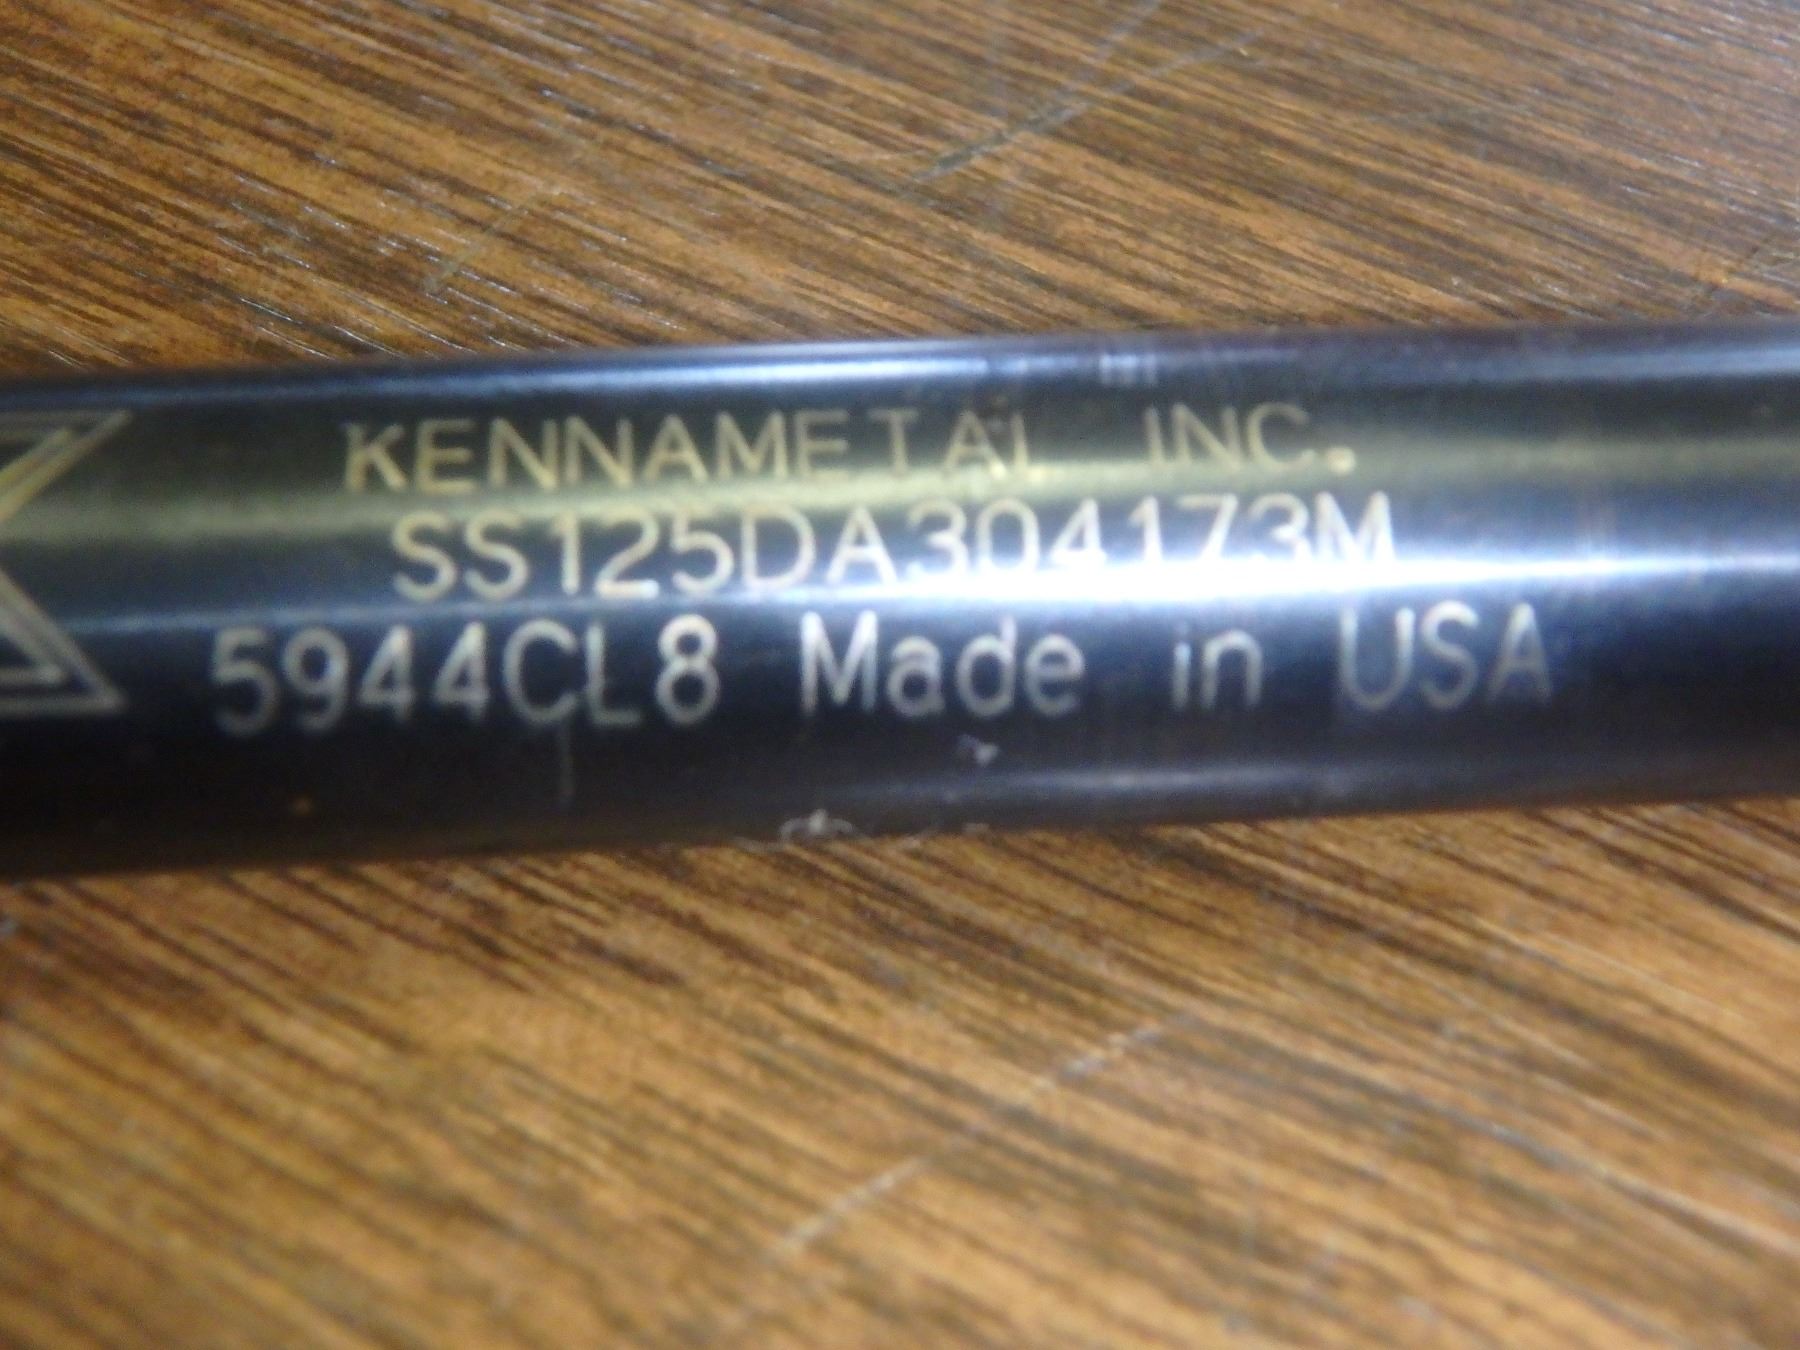 KENNAMETAL INC.
SS125DA304173M
5944CL8 Made in USA